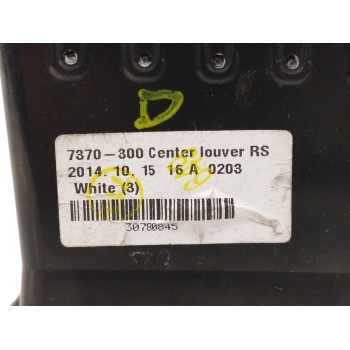 D
7370-300 Center louver RS
2014. 10. 15 16 A 0203
White (3)
30780845